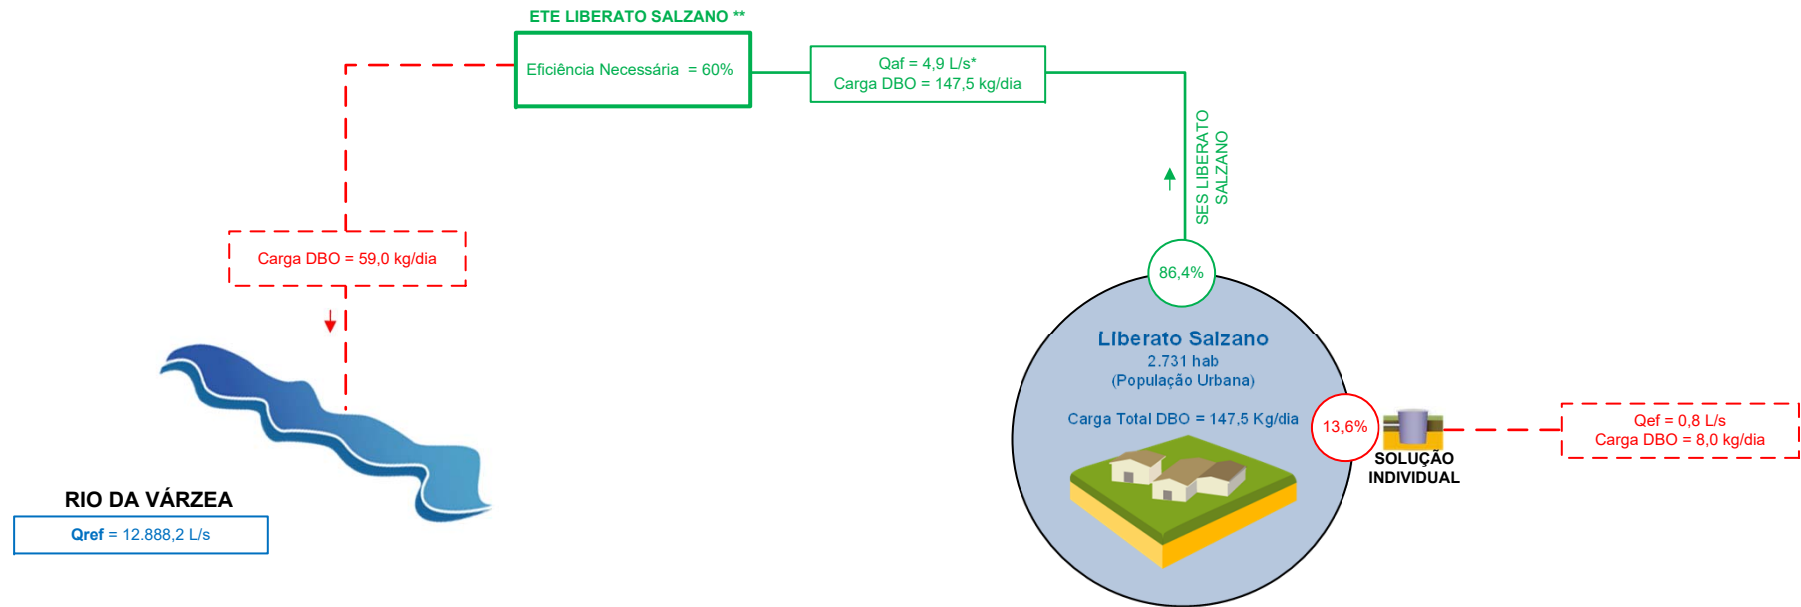 ETE LIBERATO SALZANO **
Eficiência Necessária = 60%
Qaf = 4,9 L/s*
Carga DBO = 147,5 kg/dia
SES LIBERATO
SALZANO
Carga DBO = 59,0 kg/dia
86,4%
Liberato Salzano
2.731 hab
(População Urbana)
Carga Total DBO = 147,5 Kg/dia
13,6%
SOLUÇÃO
INDIVIDUAL
Qef = 0,8 L/s
Carga DBO = 8,0 kg/dia
RIO DA VÁRZEA
Qref = 12.888,2 L/s